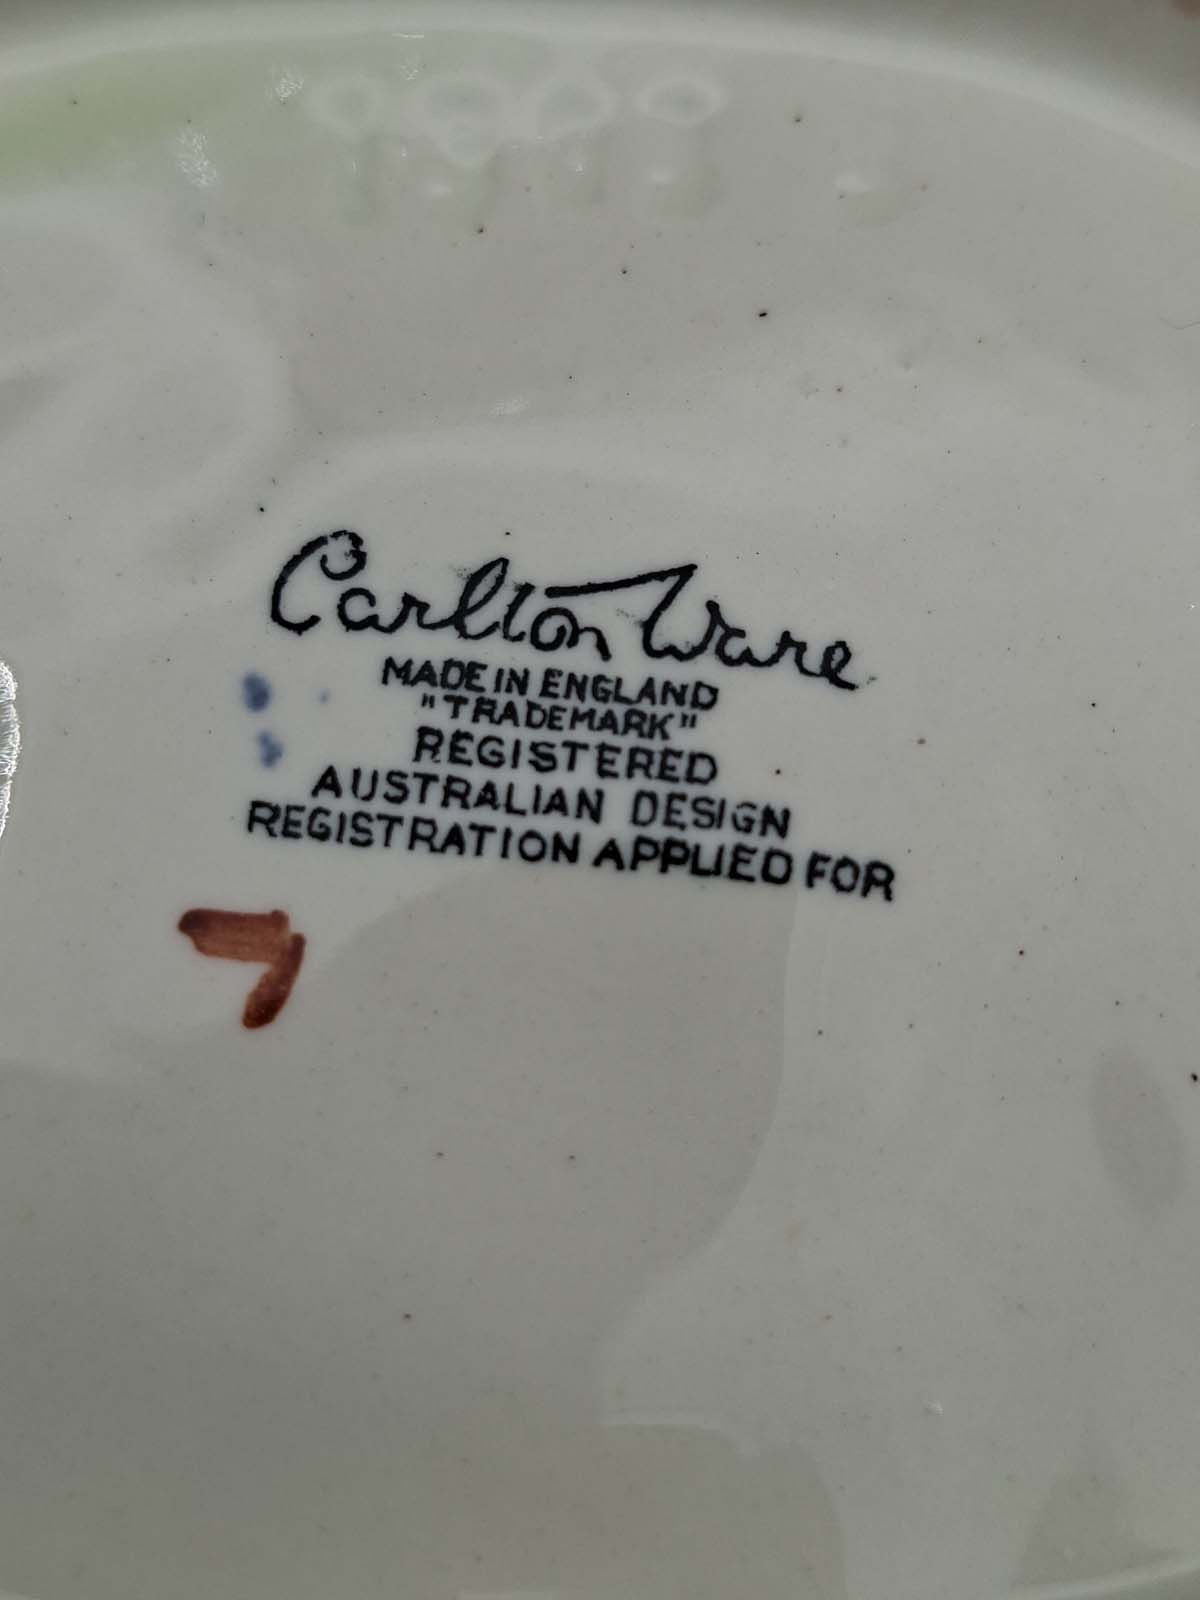 Carlton Ware
MADE IN ENGLAND
"TRADEMARK"
REGISTERED
AUSTRALIAN DESIGN
REGISTRATION APPLIED FOR
7